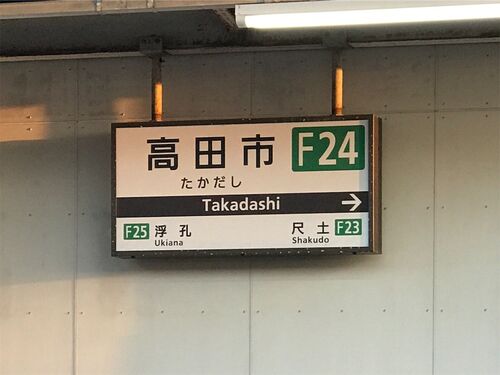 高田市 F24
たかだし
Takadashi →
F25 浮孔 尺土 F23
Ukiana Shakudo